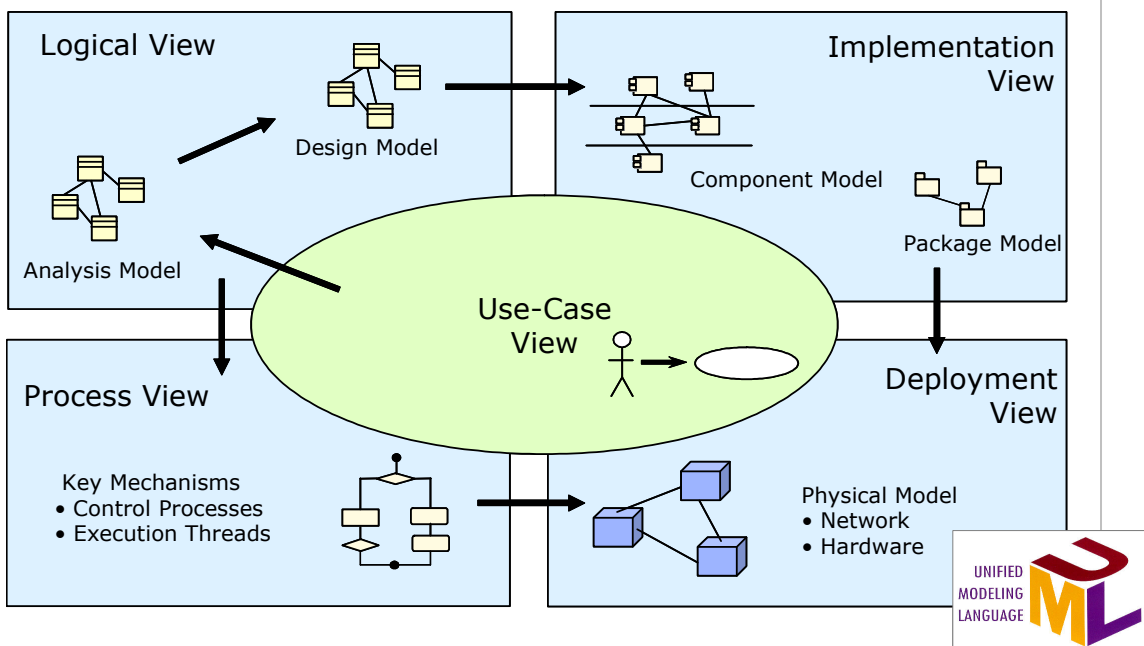 Logical View
Design Model
Analysis Model
Implementation
View
Component Model
Package Model
Use-Case
View
Process View
Key Mechanisms
• Control Processes
• Execution Threads
Deployment
View
Physical Model
• Network
• Hardware
UNIFIED
MODELING
LANGUAGE
UML